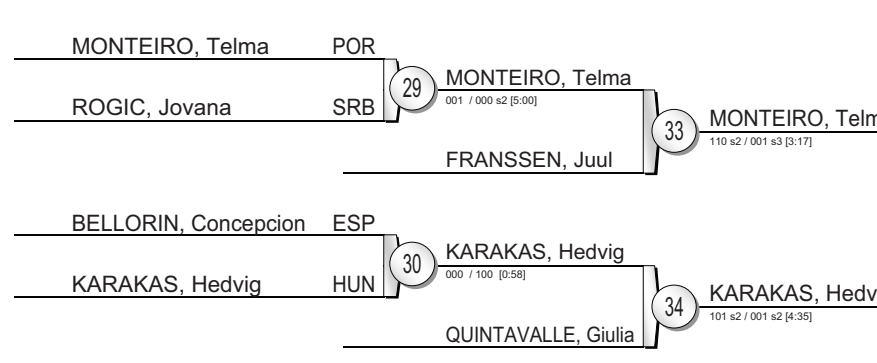 MONTEIRO, Telma POR
ROGIC, Jovana SRB
29
MONTEIRO, Telma
001 / 000 s2 [5:00]
FRANSSEN, Juul
33
MONTEIRO,
110 s2 / 001 s3 [3:17]
BELLORIN, Concepcion ESP
KARAKAS, Hedvig HUN
30
KARAKAS, Hedvig
000 / 100 [0:58]
QUINTAVALLE, Giulia
34
KARAKAS,
101 s2 / 001 s2 [4:35]